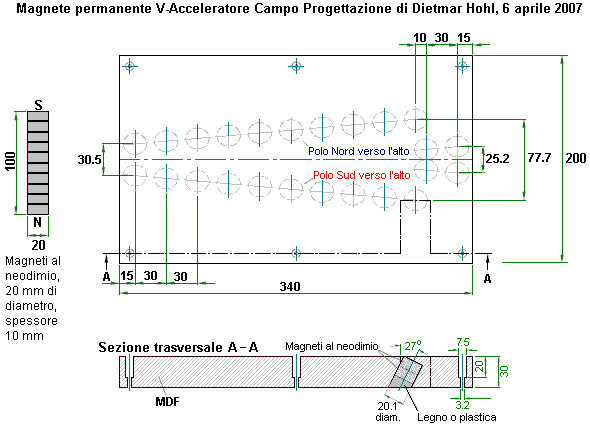 Magnete permanente V-Acceleratore Campo Progettazione di Dietmar Hohl, 6 aprile 2007
10 30 15
S
100
N
20
Magneti al
neodimio,
20 mm di
diametro,
spessore
10 mm
30.5
Polo Nord verso l'alto
Polo Sud verso l'alto
25.2
77.7
200
A
A
15 30 30
340
Sezione trasversale A – A
Magneti al neodimio
27°
7.5
20
30
MDF
20.1
diam.
Legno o plastica
3.2